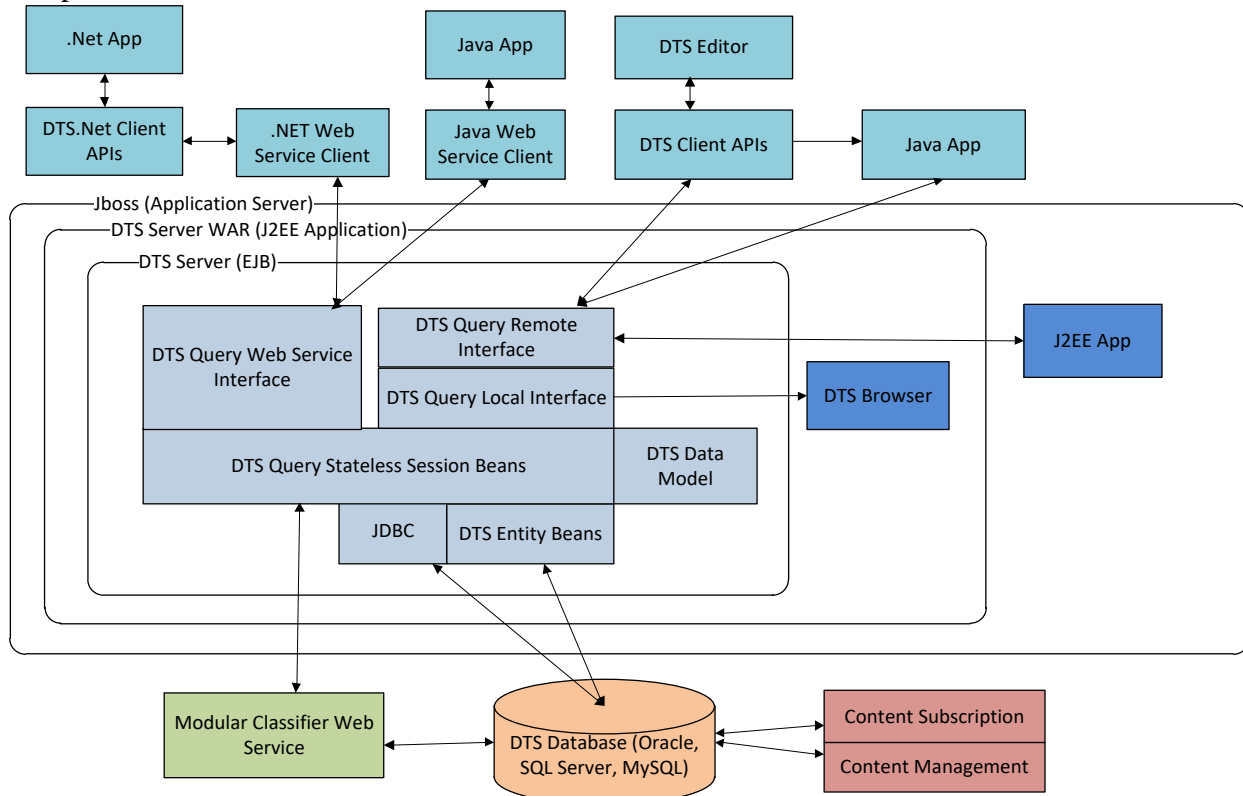 .Net App
Java App
DTS Editor
DTS.Net Client
APIs
.NET Web
Service Client
Java Web
Service Client
DTS Client APIs
Java App
Jboss (Application Server)
DTS Server WAR (J2EE Application)
DTS Server (EJB)
DTS Query Web Service
Interface
DTS Query Remote
Interface
J2EE App
DTS Query Local Interface
DTS Browser
DTS Query Stateless Session Beans
DTS Data
Model
JDBC
DTS Entity Beans
Modular Classifier Web
Service
DTS Database (Oracle,
SQL Server, MySQL)
Content Subscription
Content Management